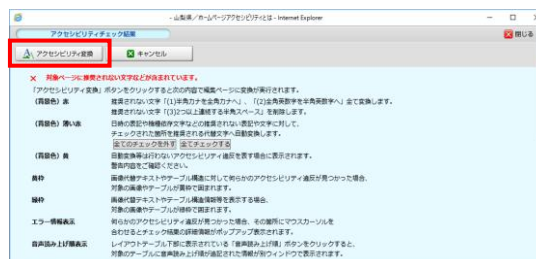 - 山梨県／ホームページアクセシビリティとは - Internet Explorer
アクセシビリティチェック結果
閉じる
アクセシビリティ変換
キャンセル
× 対象ページに推奨されない文字などが含まれています。
「アクセシビリティ変換」ボタンをクリックすると次の内容で編集ページに変換が実行されます。
(背景色) 赤 推奨されない文字「(1)半角カナを全角カナへ」、「(2)全角英数字を半角英数字へ」全て変換します。
推奨されない文字「(3)2つ以上連続する半角スペース」を削除します。
(背景色) 薄い赤 日時の表記や機種依存文字などの推奨されない表記や文字に対して、
チェックされた箇所を推奨される代替文字へ自動変換します。
全てのチェックを外す 全てチェックする
(背景色) 黄 自動変換等は行わないアクセシビリティ違反を表す場合に表示されます。
警告内容をご確認ください。
黄枠 画像代替テキストやテーブル構造に対して何らかのアクセシビリティ違反が見つかった場合、
対象の画像やテーブルが黄枠で囲まれます。
緑枠 画像代替テキストやテーブル構造情報等を表示する場合、
対象の画像やテーブルが緑枠で囲まれます。
エラー情報表示 何らかのアクセシビリティ違反が見つかった場合、その箇所にマウスカーソルを
合わせるとチェック結果の詳細情報がポップアップ表示されます。
音声読み上げ順表示 レイアウトテーブル下部に表示されている「音声読み上げ順」ボタンをクリックすると、
対象のテーブルに音声読み上げ順が追記された情報が別ウィンドウで表示されます。